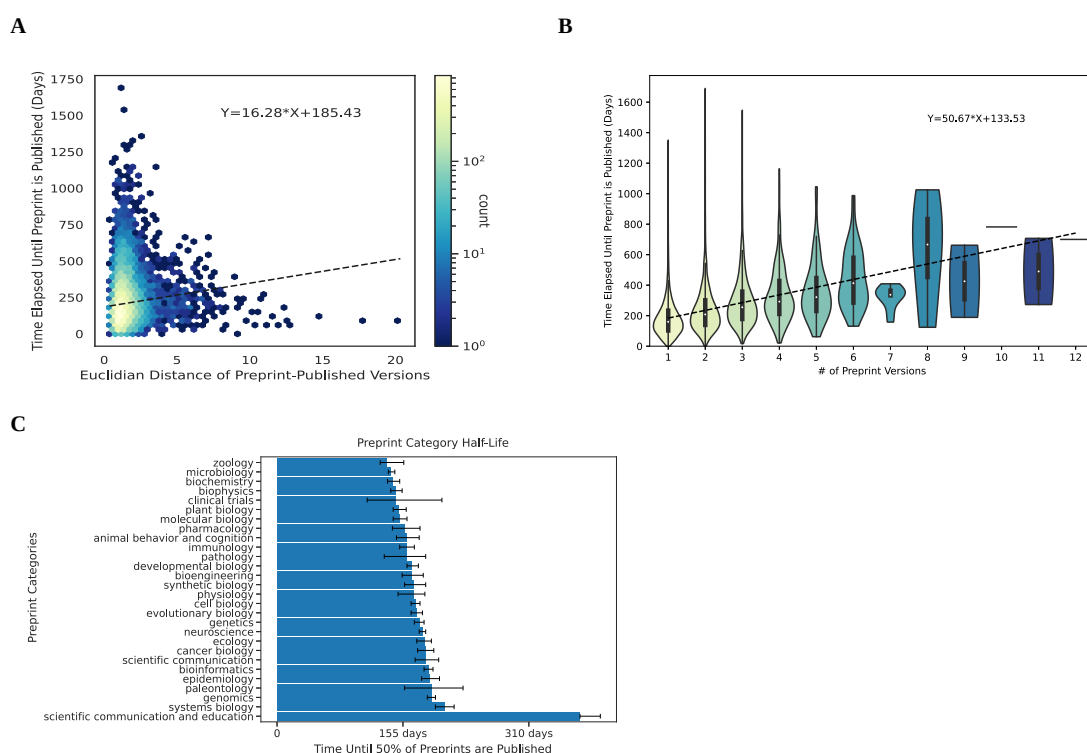 A
B
1750
1500
1250
1000
750
500
250
0
Time Elapsed Until Preprint is Published (Days)
Y=16.28*X+185.43
0
5
10
15
20
Euclidian Distance of Preprint-Published Versions
10²
10¹
10⁰
count
1600
1400
1200
1000
800
600
400
200
0
Time Elapsed Until Preprint is Published (Days)
Y=50.67*X+133.53
1
2
3
4
5
6
7
8
9
10
11
12
# of Preprint Versions
C
Preprint Category Half-Life
Preprint Categories
zoology
microbiology
biochemistry
biophysics
clinical trials
plant biology
molecular biology
pharmacology
animal behavior and cognition
immunology
pathology
developmental biology
bioengineering
synthetic biology
physiology
cell biology
evolutionary biology
genetics
neuroscience
ecology
cancer biology
scientific communication
bioinformatics
epidemiology
paleontology
genomics
systems biology
scientific communication and education
0
155 days
310 days
Time Until 50% of Preprints are Published